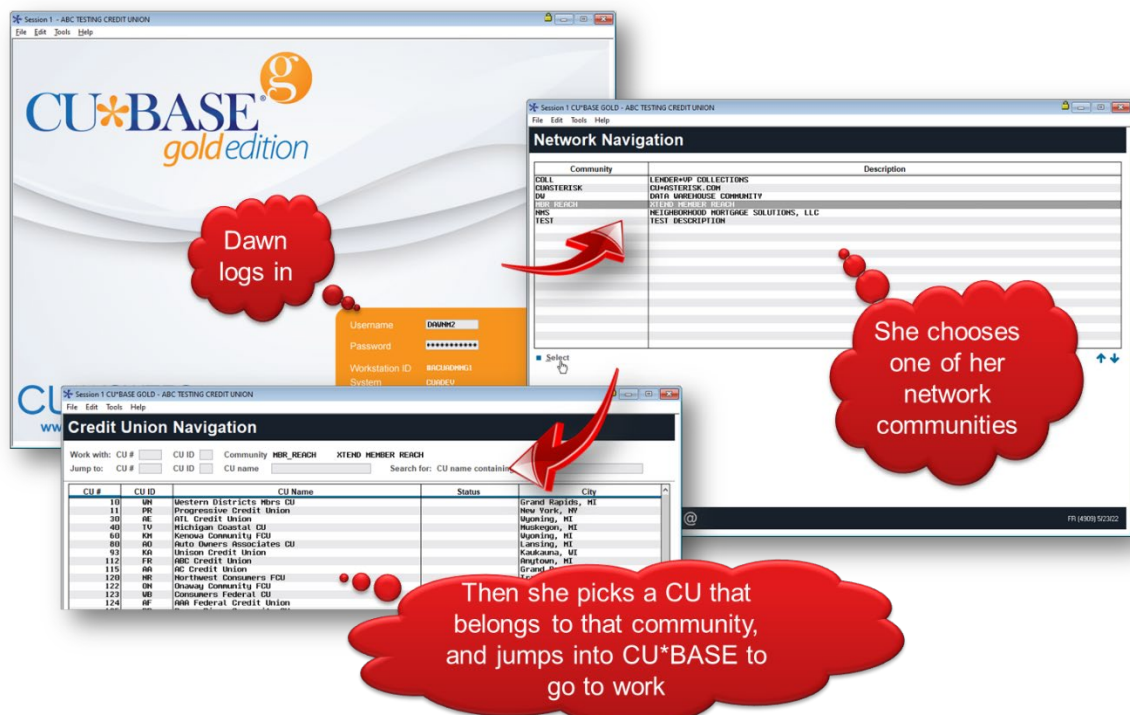 Session 1 - ABC TESTING CREDIT UNION
File Edit Tools Help
CU*BASE g
gold edition
Dawn
logs in
Username DAWNM2
Password ***********
Workstation ID
System CUADEV
CU
ww
Session 1 CU*BASE GOLD - ABC TESTING CREDIT UNION
File Edit Tools Help
Network Navigation
Community Description
COLL LENDER*VP COLLECTIONS
CUASTERISK CU*ASTERISK.COM
DW DATA WAREHOUSE COMMUNITY
MBR_REACH XTEND MEMBER REACH
NMS NEIGHBORHOOD MORTGAGE SOLUTIONS, LLC
TEST TEST DESCRIPTION
Select
She chooses
one of her
network
communities
@
FR (4909) 5/23/22
Session 1 CU*BASE GOLD - ABC TESTING CREDIT UNION
File Edit Tools Help
Credit Union Navigation
Work with: CU # CU ID Community MBR_REACH XTEND MEMBER REACH
Jump to: CU # CU ID CU name Search for: CU name containing
CU # CU ID CU Name Status City
10 WN Western Districts Mbrs CU Grand Rapids, MI
11 PR Progressive Credit Union New York, NY
30 AE ATL Credit Union Wyoming, MI
40 TV Michigan Coastal CU Muskegon, MI
60 KM Kenowa Community FCU Wyoming, MI
80 AO Auto Owners Associates CU Lansing, MI
93 KA Unison Credit Union Kaukauna, WI
112 FR ABC Credit Union Anytown, MI
115 AA AC Credit Union Grand
120 NR Northwest Consumers FCU
122 ON Onaway Community FCU
123 WB Consumers Federal CU
124 AF AAA Federal Credit Union
Then she picks a CU that
belongs to that community,
and jumps into CU*BASE to
go to work